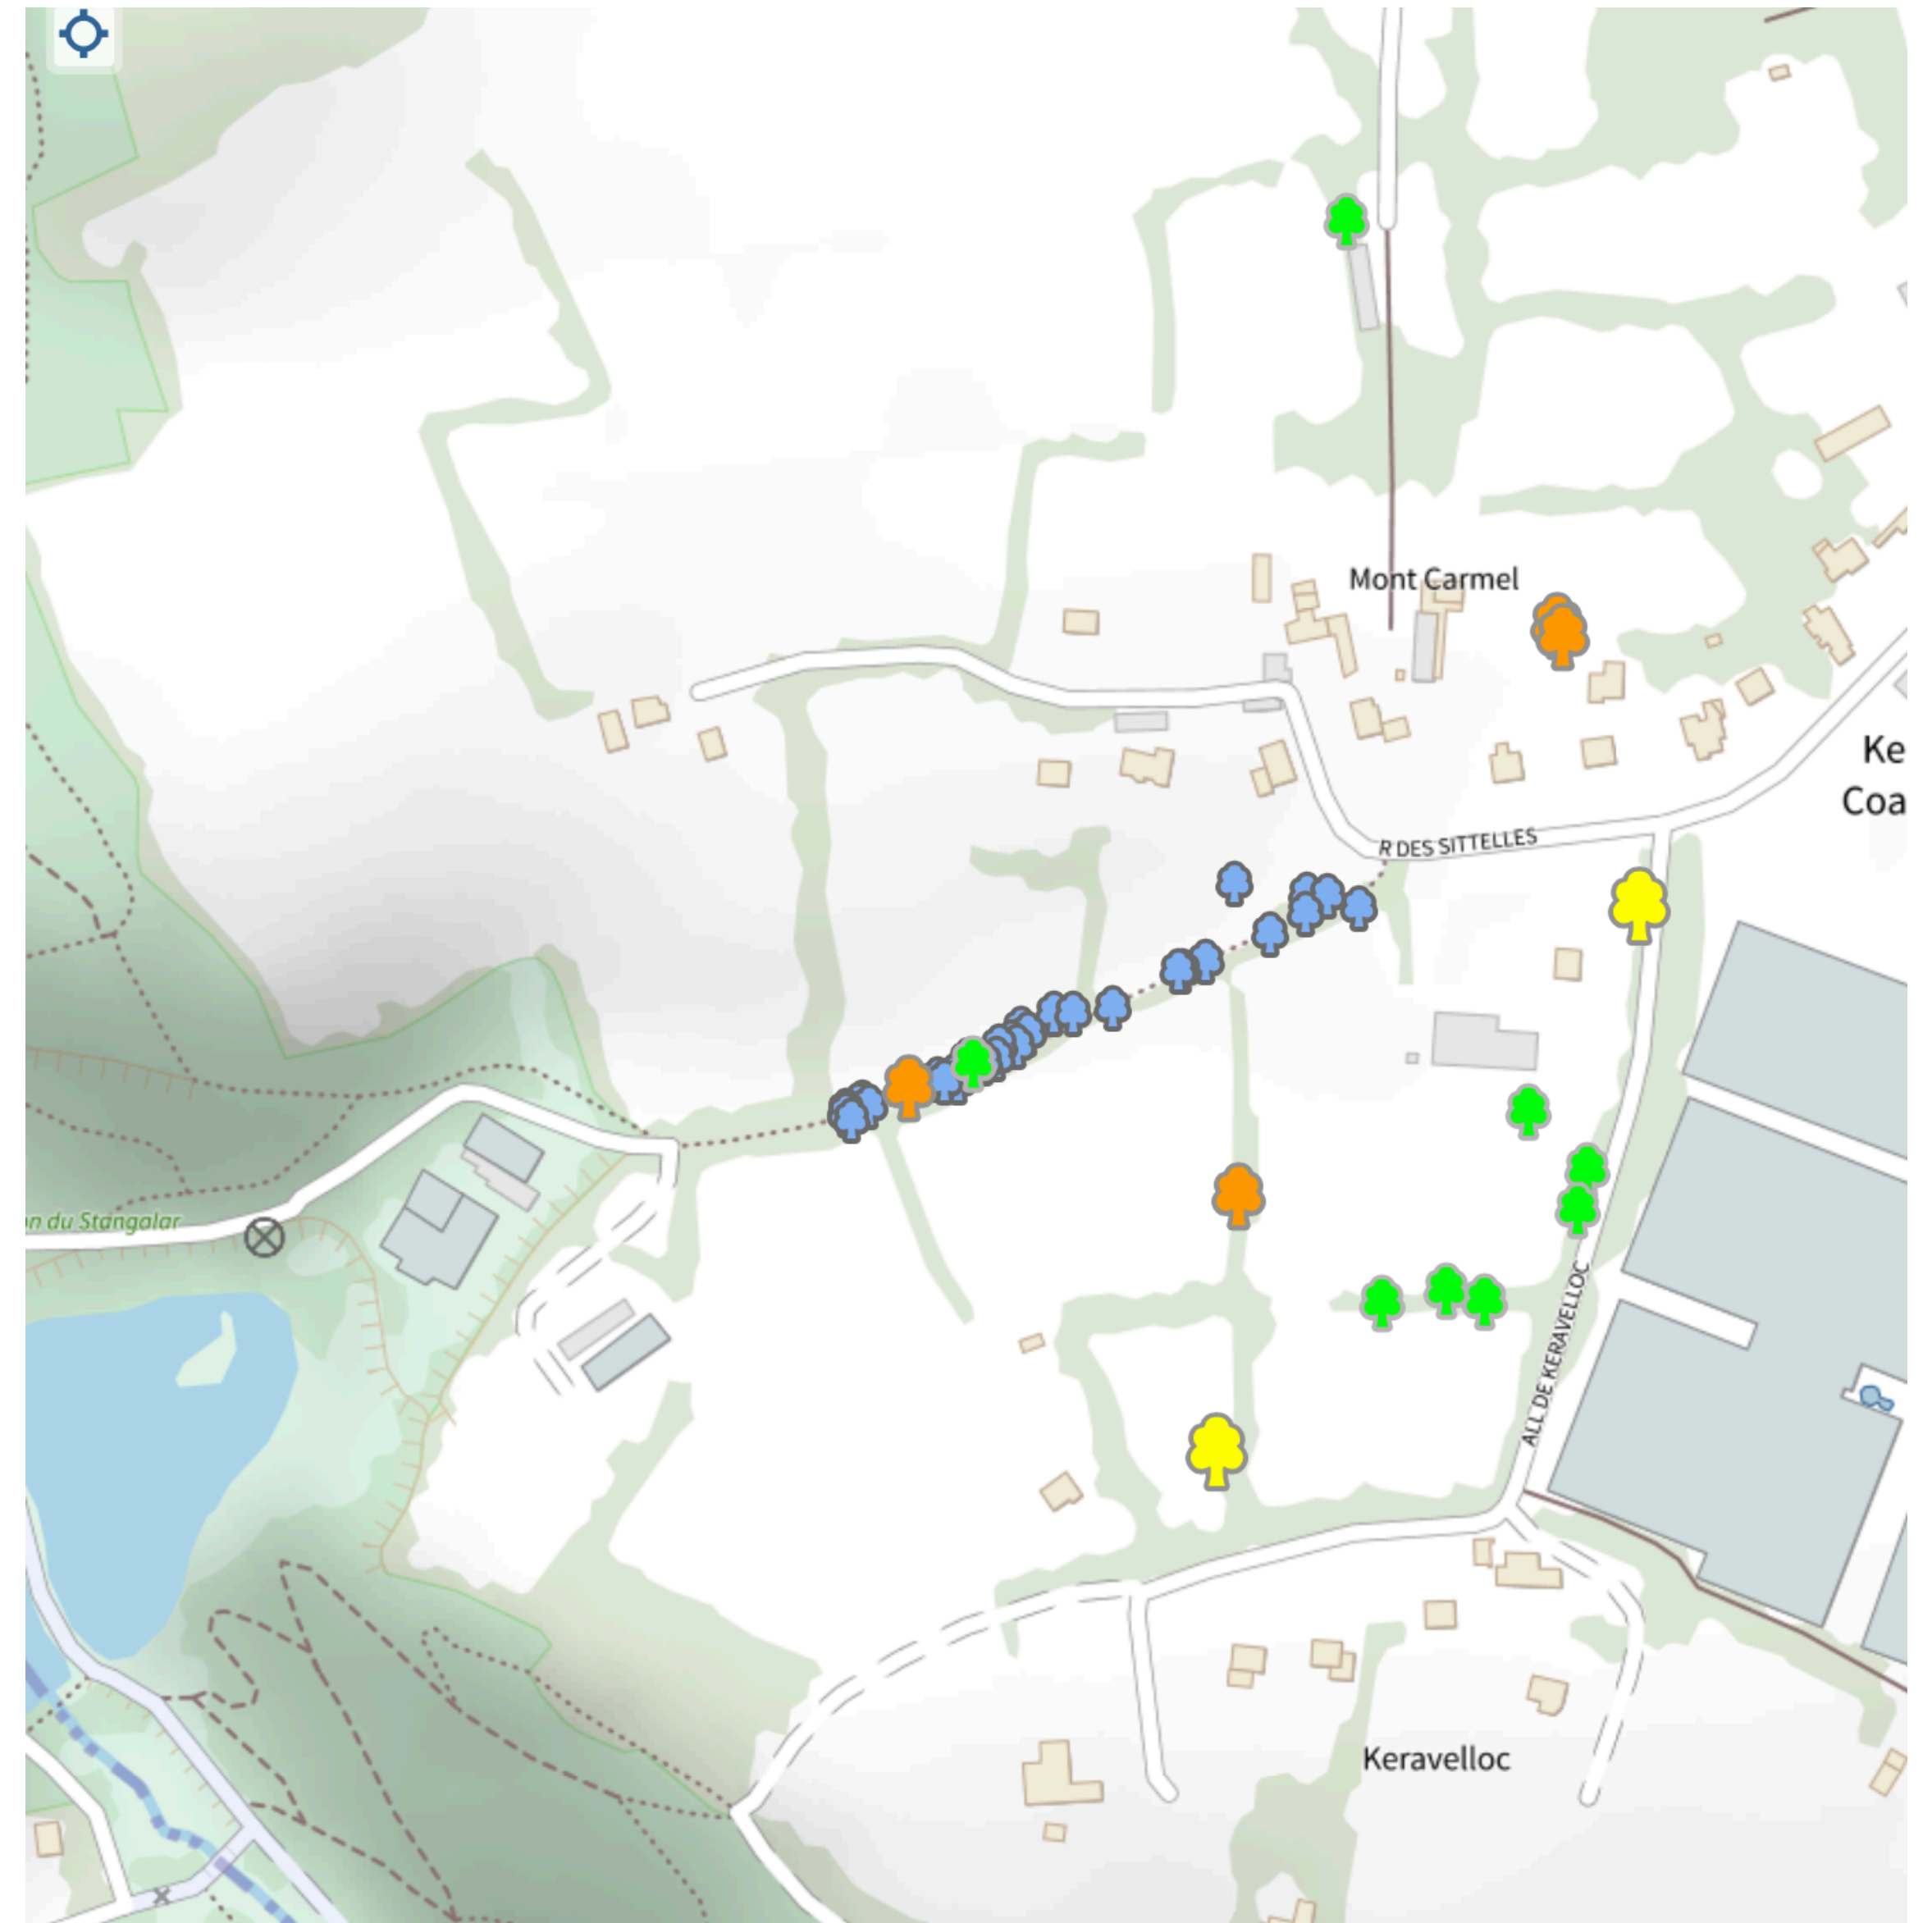 Mont Carmel
Ke
Coa
R DES SITTELLES
n du Stangalar
ALL DE KERAVELLOC
Keravelloc